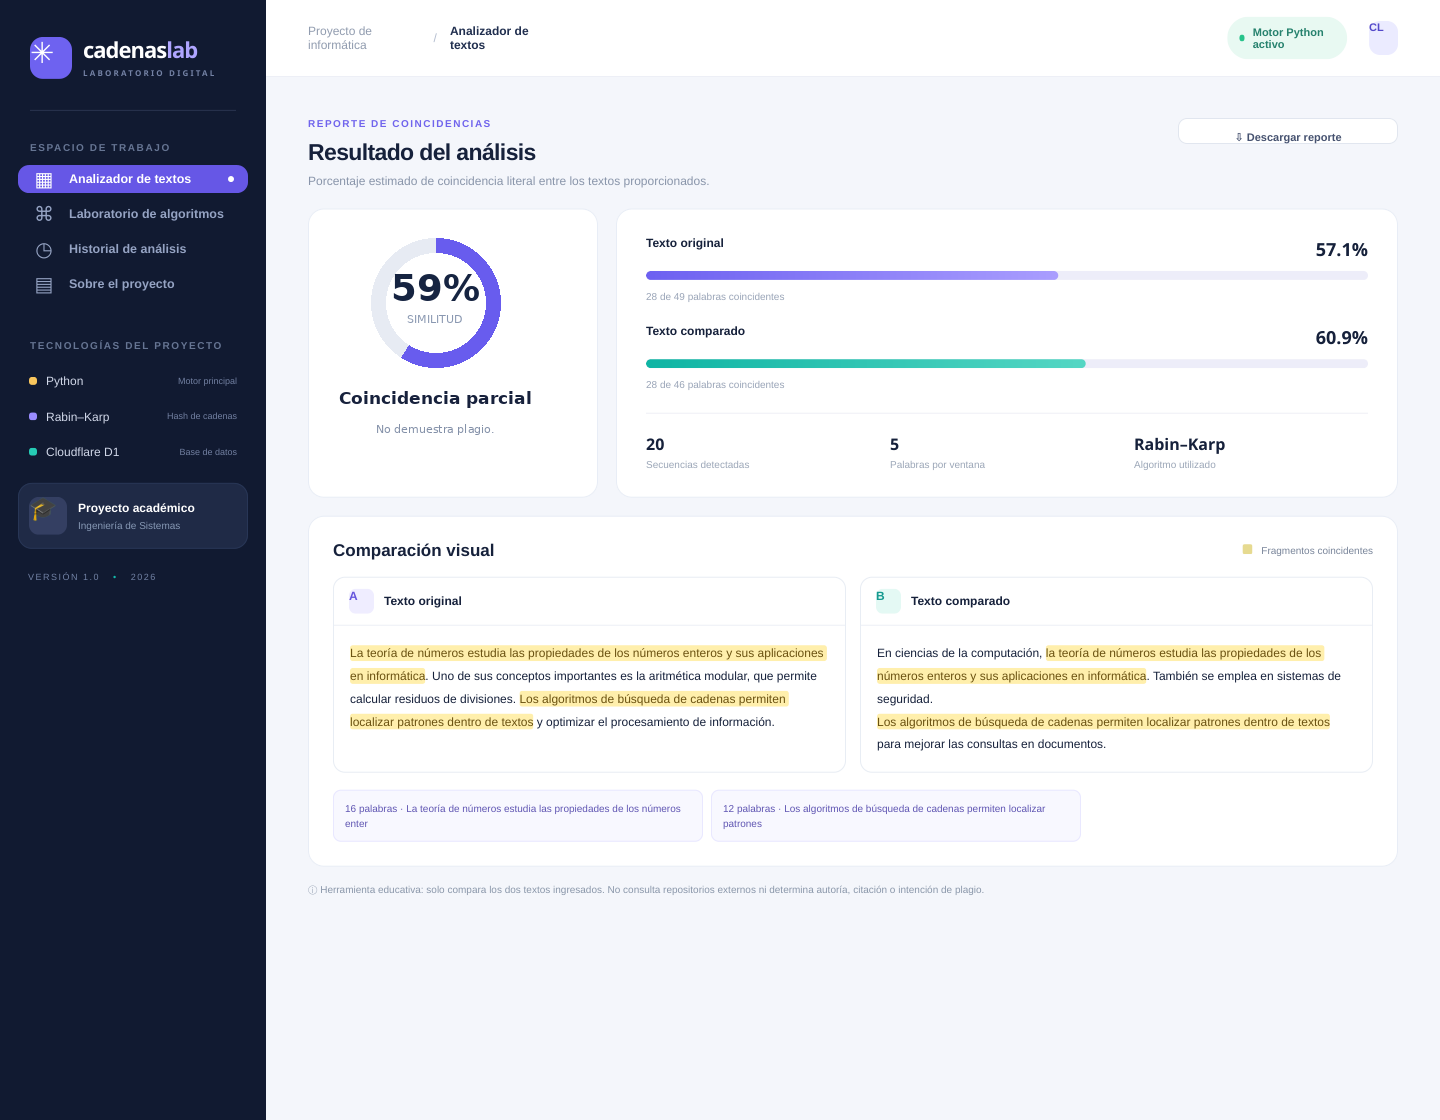 cadenaslab
LABORATORIO DIGITAL
ESPACIO DE TRABAJO
Analizador de textos
Laboratorio de algoritmos
Historial de análisis
Sobre el proyecto
TECNOLOGÍAS DEL PROYECTO
Python Motor principal
Rabin–Karp Hash de cadenas
Cloudflare D1 Base de datos
Proyecto académico
Ingeniería de Sistemas
VERSIÓN 1.0 • 2026
Proyecto de
informática
/
Analizador de
textos
Motor Python
activo
CL
REPORTE DE COINCIDENCIAS
Resultado del análisis
Porcentaje estimado de coincidencia literal entre los textos proporcionados.
⇩ Descargar reporte
59%
SIMILITUD
Coincidencia parcial
No demuestra plagio.
Texto original 57.1%
28 de 49 palabras coincidentes
Texto comparado 60.9%
28 de 46 palabras coincidentes
20
Secuencias detectadas
5
Palabras por ventana
Rabin–Karp
Algoritmo utilizado
Comparación visual
Fragmentos coincidentes
A Texto original
La teoría de números estudia las propiedades de los números enteros y sus aplicaciones
en informática. Uno de sus conceptos importantes es la aritmética modular, que permite
calcular residuos de divisiones. Los algoritmos de búsqueda de cadenas permiten
localizar patrones dentro de textos y optimizar el procesamiento de información.
B Texto comparado
En ciencias de la computación, la teoría de números estudia las propiedades de los
números enteros y sus aplicaciones en informática. También se emplea en sistemas de
seguridad.
Los algoritmos de búsqueda de cadenas permiten localizar patrones dentro de textos
para mejorar las consultas en documentos.
16 palabras · La teoría de números estudia las propiedades de los números
enter
12 palabras · Los algoritmos de búsqueda de cadenas permiten localizar
patrones
ⓘ Herramienta educativa: solo compara los dos textos ingresados. No consulta repositorios externos ni determina autoría, citación o intención de plagio.